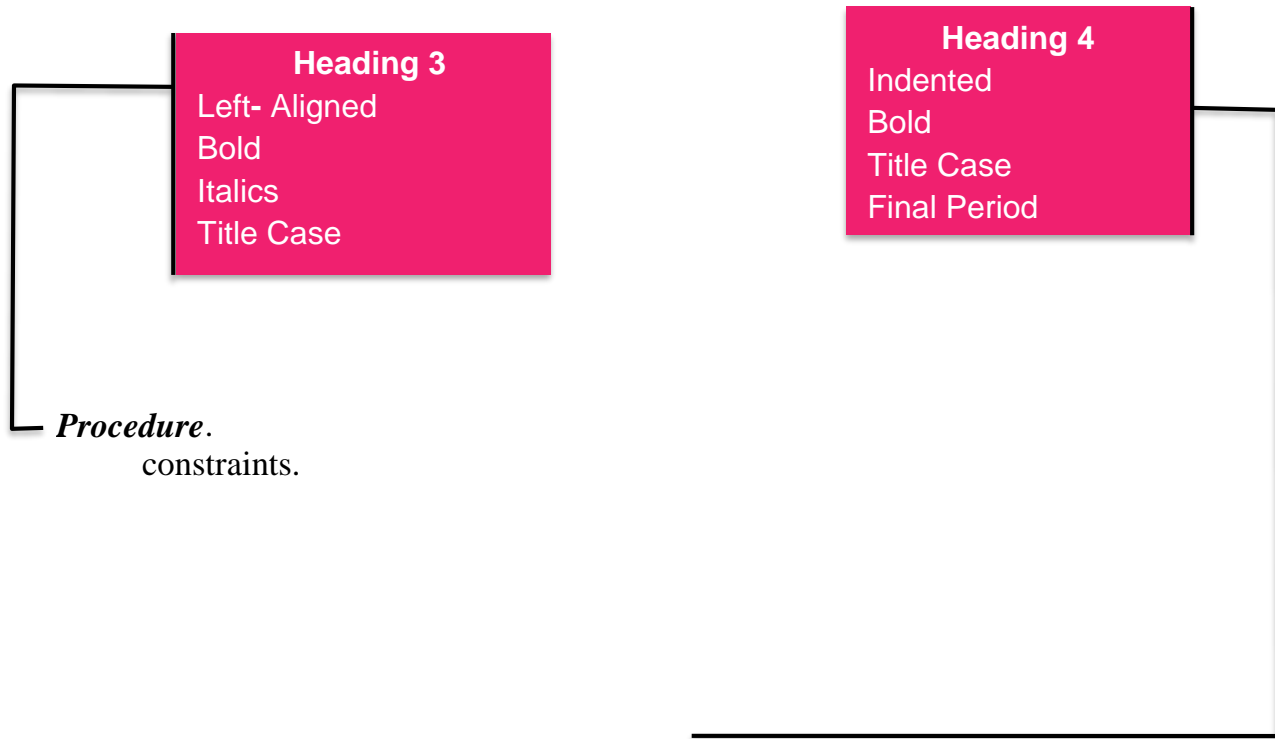 Heading 3
Left- Aligned
Bold
Italics
Title Case
Heading 4
Indented
Bold
Title Case
Final Period
Procedure.
constraints.